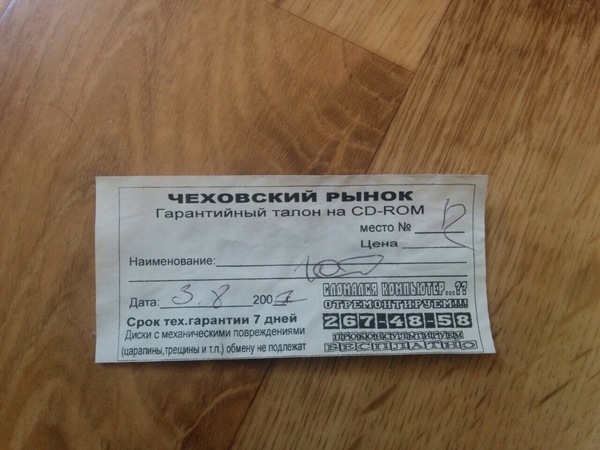 ЧЕХОВСКИЙ РЫНОК
Гарантийный талон на CD-ROM
место №
Цена
Наименование:
Дата: 3.8 200
СЛОМАЛСЯ КОМПЬЮТЕР...??
ОТРЕМОНТИРУЕМ!!!
Срок тех.гарантии 7 дней
267-48-58
Диски с механическими повреждениями
(царапины,трещины и т.п.) обмену не подлежат
ПРОКОНСУЛЬТИРУЕМ
БЕСПЛАТНО